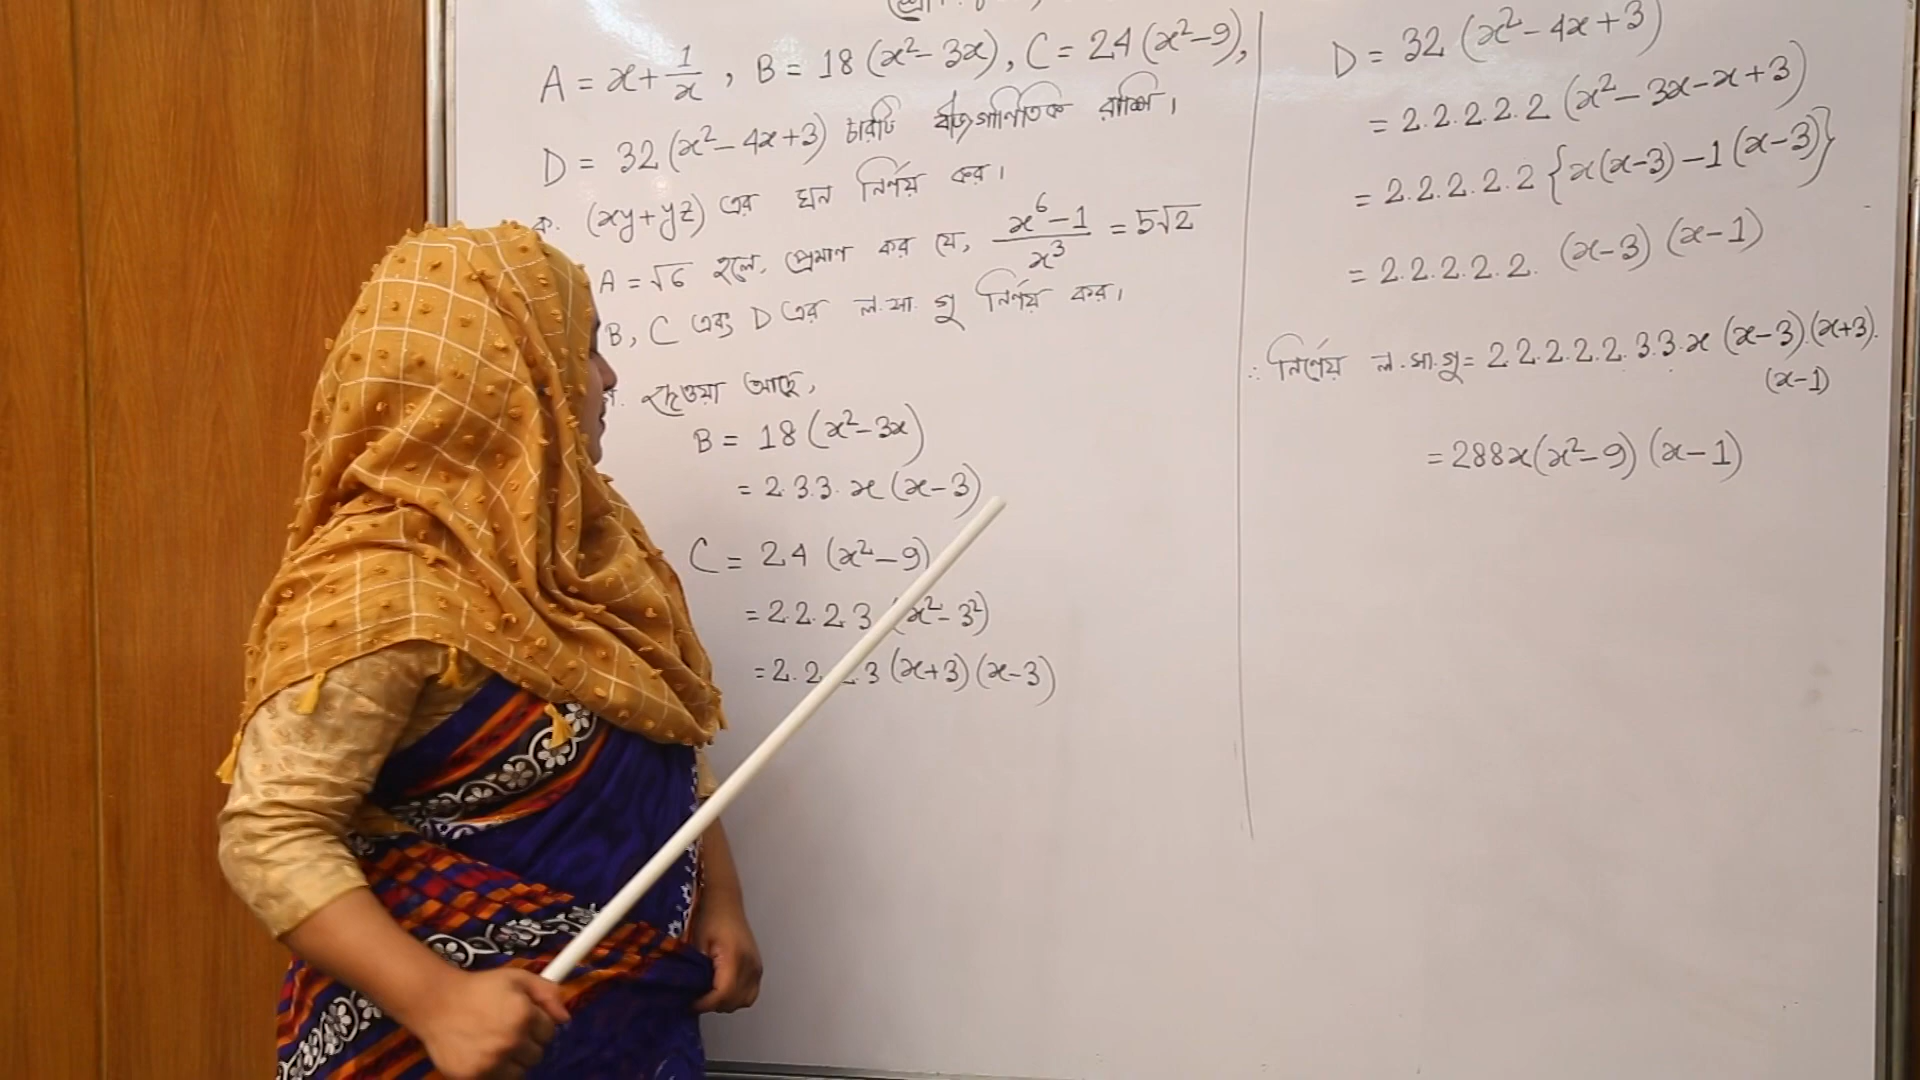 A = x + 1/x , B = 18 (x² - 3x), C = 24 (x² - 9),
D = 32 (x² - 4x + 3) চারটি বীজগাণিতিক রাশি।
ক. (xy + yz) এর ঘন নির্ণয় কর।
A = √6 হলে, প্রমাণ কর যে, (x⁶ - 1)/x³ = 5√2
B, C এবং D এর ল.সা.গু নির্ণয় কর।
দেওয়া আছে,
B = 18 (x² - 3x)
= 2.3.3. x (x - 3)
C = 24 (x² - 9)
= 2.2.2.3 (x² - 3²)
= 2.2. 2.3 (x+3) (x-3)
D = 32 (x² - 4x + 3)
= 2.2.2.2.2 (x² - 3x - x + 3)
= 2.2.2.2.2 {x(x-3) - 1 (x-3)}
= 2.2.2.2.2. (x-3) (x-1)
∴ নির্ণেয় ল.সা.গু = 2.2.2.2.2.3.3.x (x-3).(x+3).
(x-1)
= 288x(x² - 9) (x - 1)